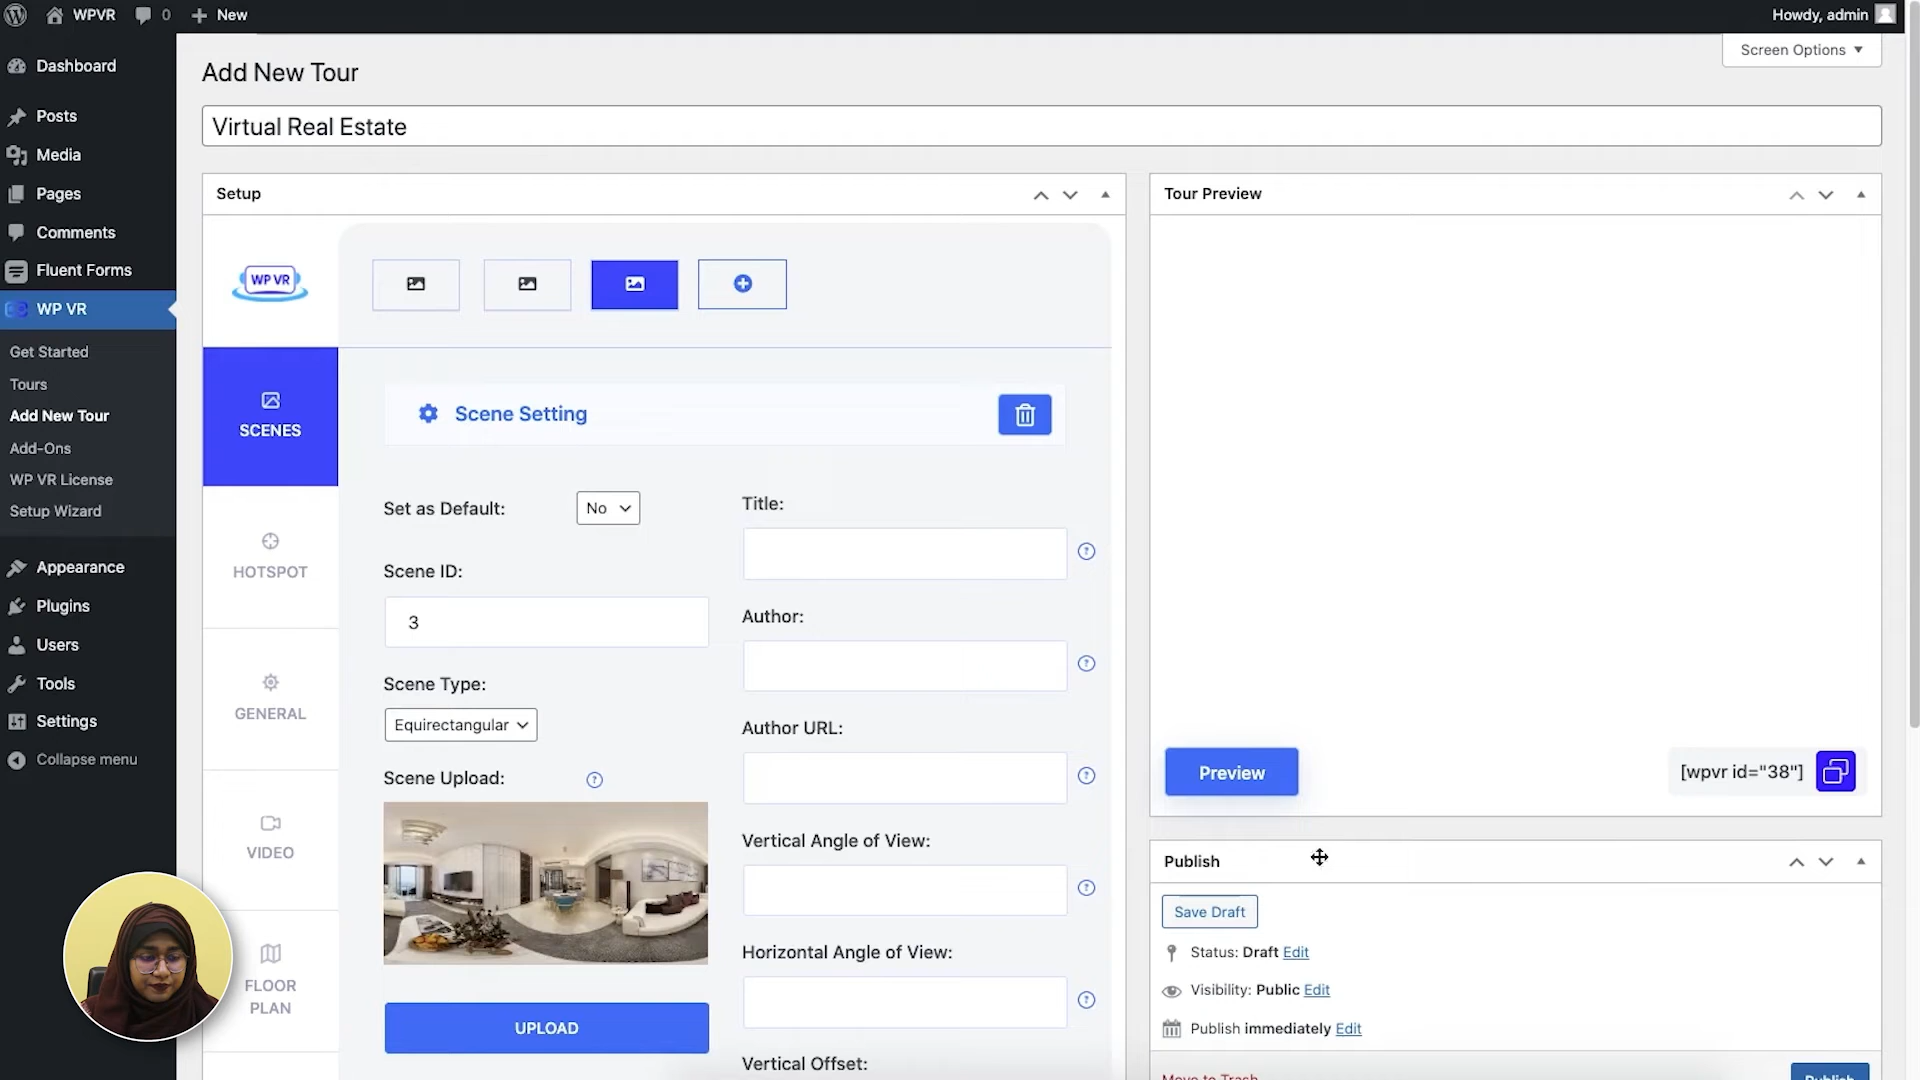 WPVR
0
New
Howdy, admin
Screen Options
Dashboard
Posts
Media
Pages
Comments
Fluent Forms
WP VR
Get Started
Tours
Add New Tour
Add-Ons
WP VR License
Setup Wizard
Appearance
Plugins
Users
Tools
Settings
Collapse menu
Add New Tour
Virtual Real Estate
Setup
WP VR
SCENES
HOTSPOT
GENERAL
VIDEO
FLOOR
PLAN
Scene Setting
Set as Default:
No
Scene ID:
3
Scene Type:
Equirectangular
Scene Upload:
UPLOAD
Title:
Author:
Author URL:
Vertical Angle of View:
Horizontal Angle of View:
Vertical Offset:
Tour Preview
Preview
[wpvr id="38"]
Publish
Save Draft
Status: Draft Edit
Visibility: Public Edit
Publish immediately Edit
Move to Trash
Publish